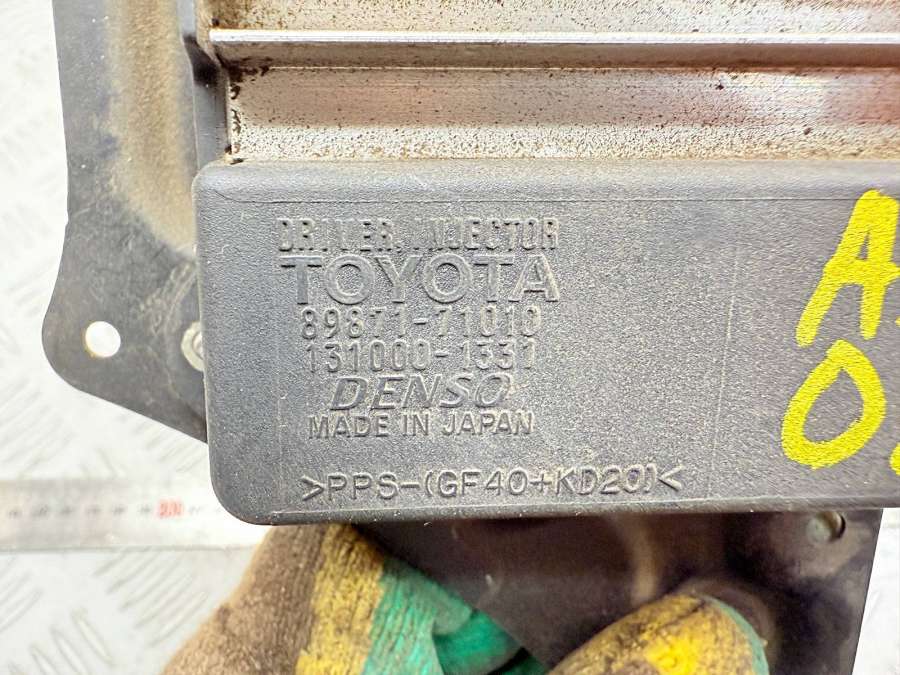 DRIVER, INJECTOR
TOYOTA
89871-71010
131000-1331
DENSO
MADE IN JAPAN
>PPS-(GF40+KD20)<